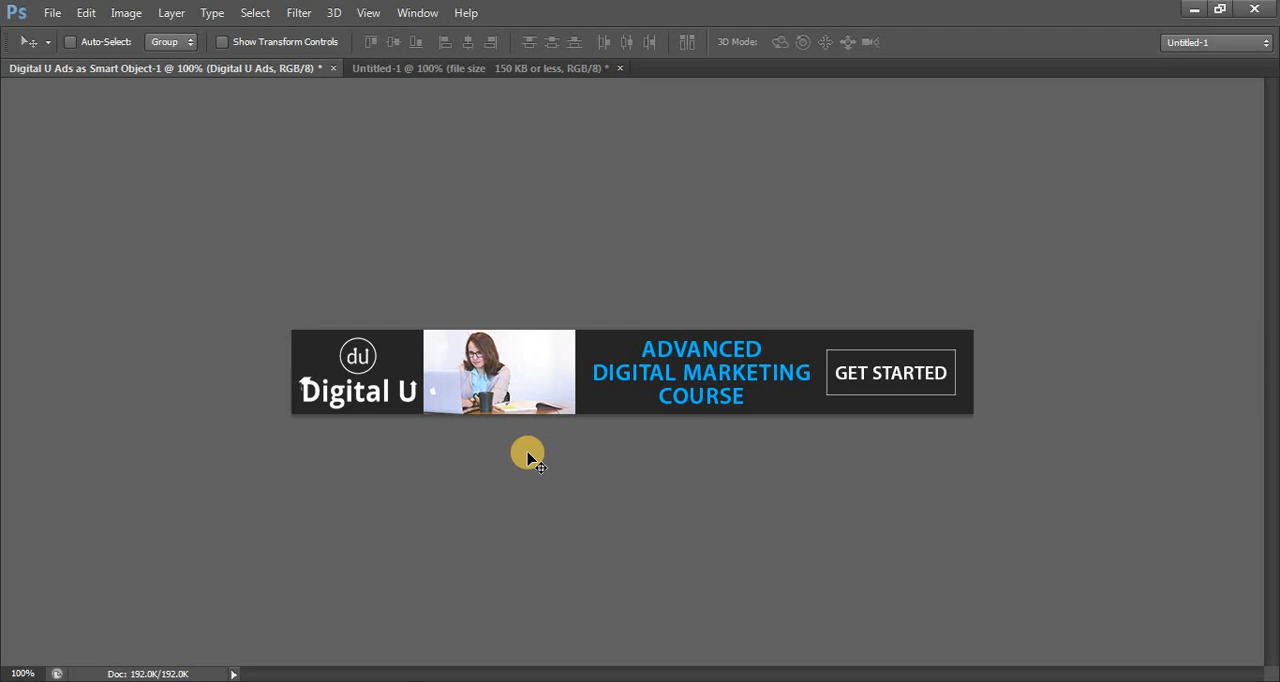 Ps File Edit Image Layer Type Select Filter 3D View Window Help
Auto-Select: Group Show Transform Controls 3D Mode: Untitled-1
Digital U Ads as Smart Object-1 @ 100% (Digital U Ads, RGB/8) * × Untitled-1 @ 100% (file size 150 KB or less, RGB/8) * ×
du
Digital U
ADVANCED
DIGITAL MARKETING
COURSE
GET STARTED
100% Doc: 192.0K/192.0K